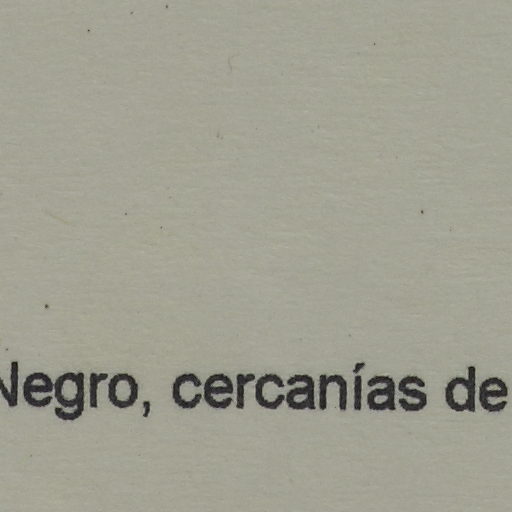 Negro, cercanías de